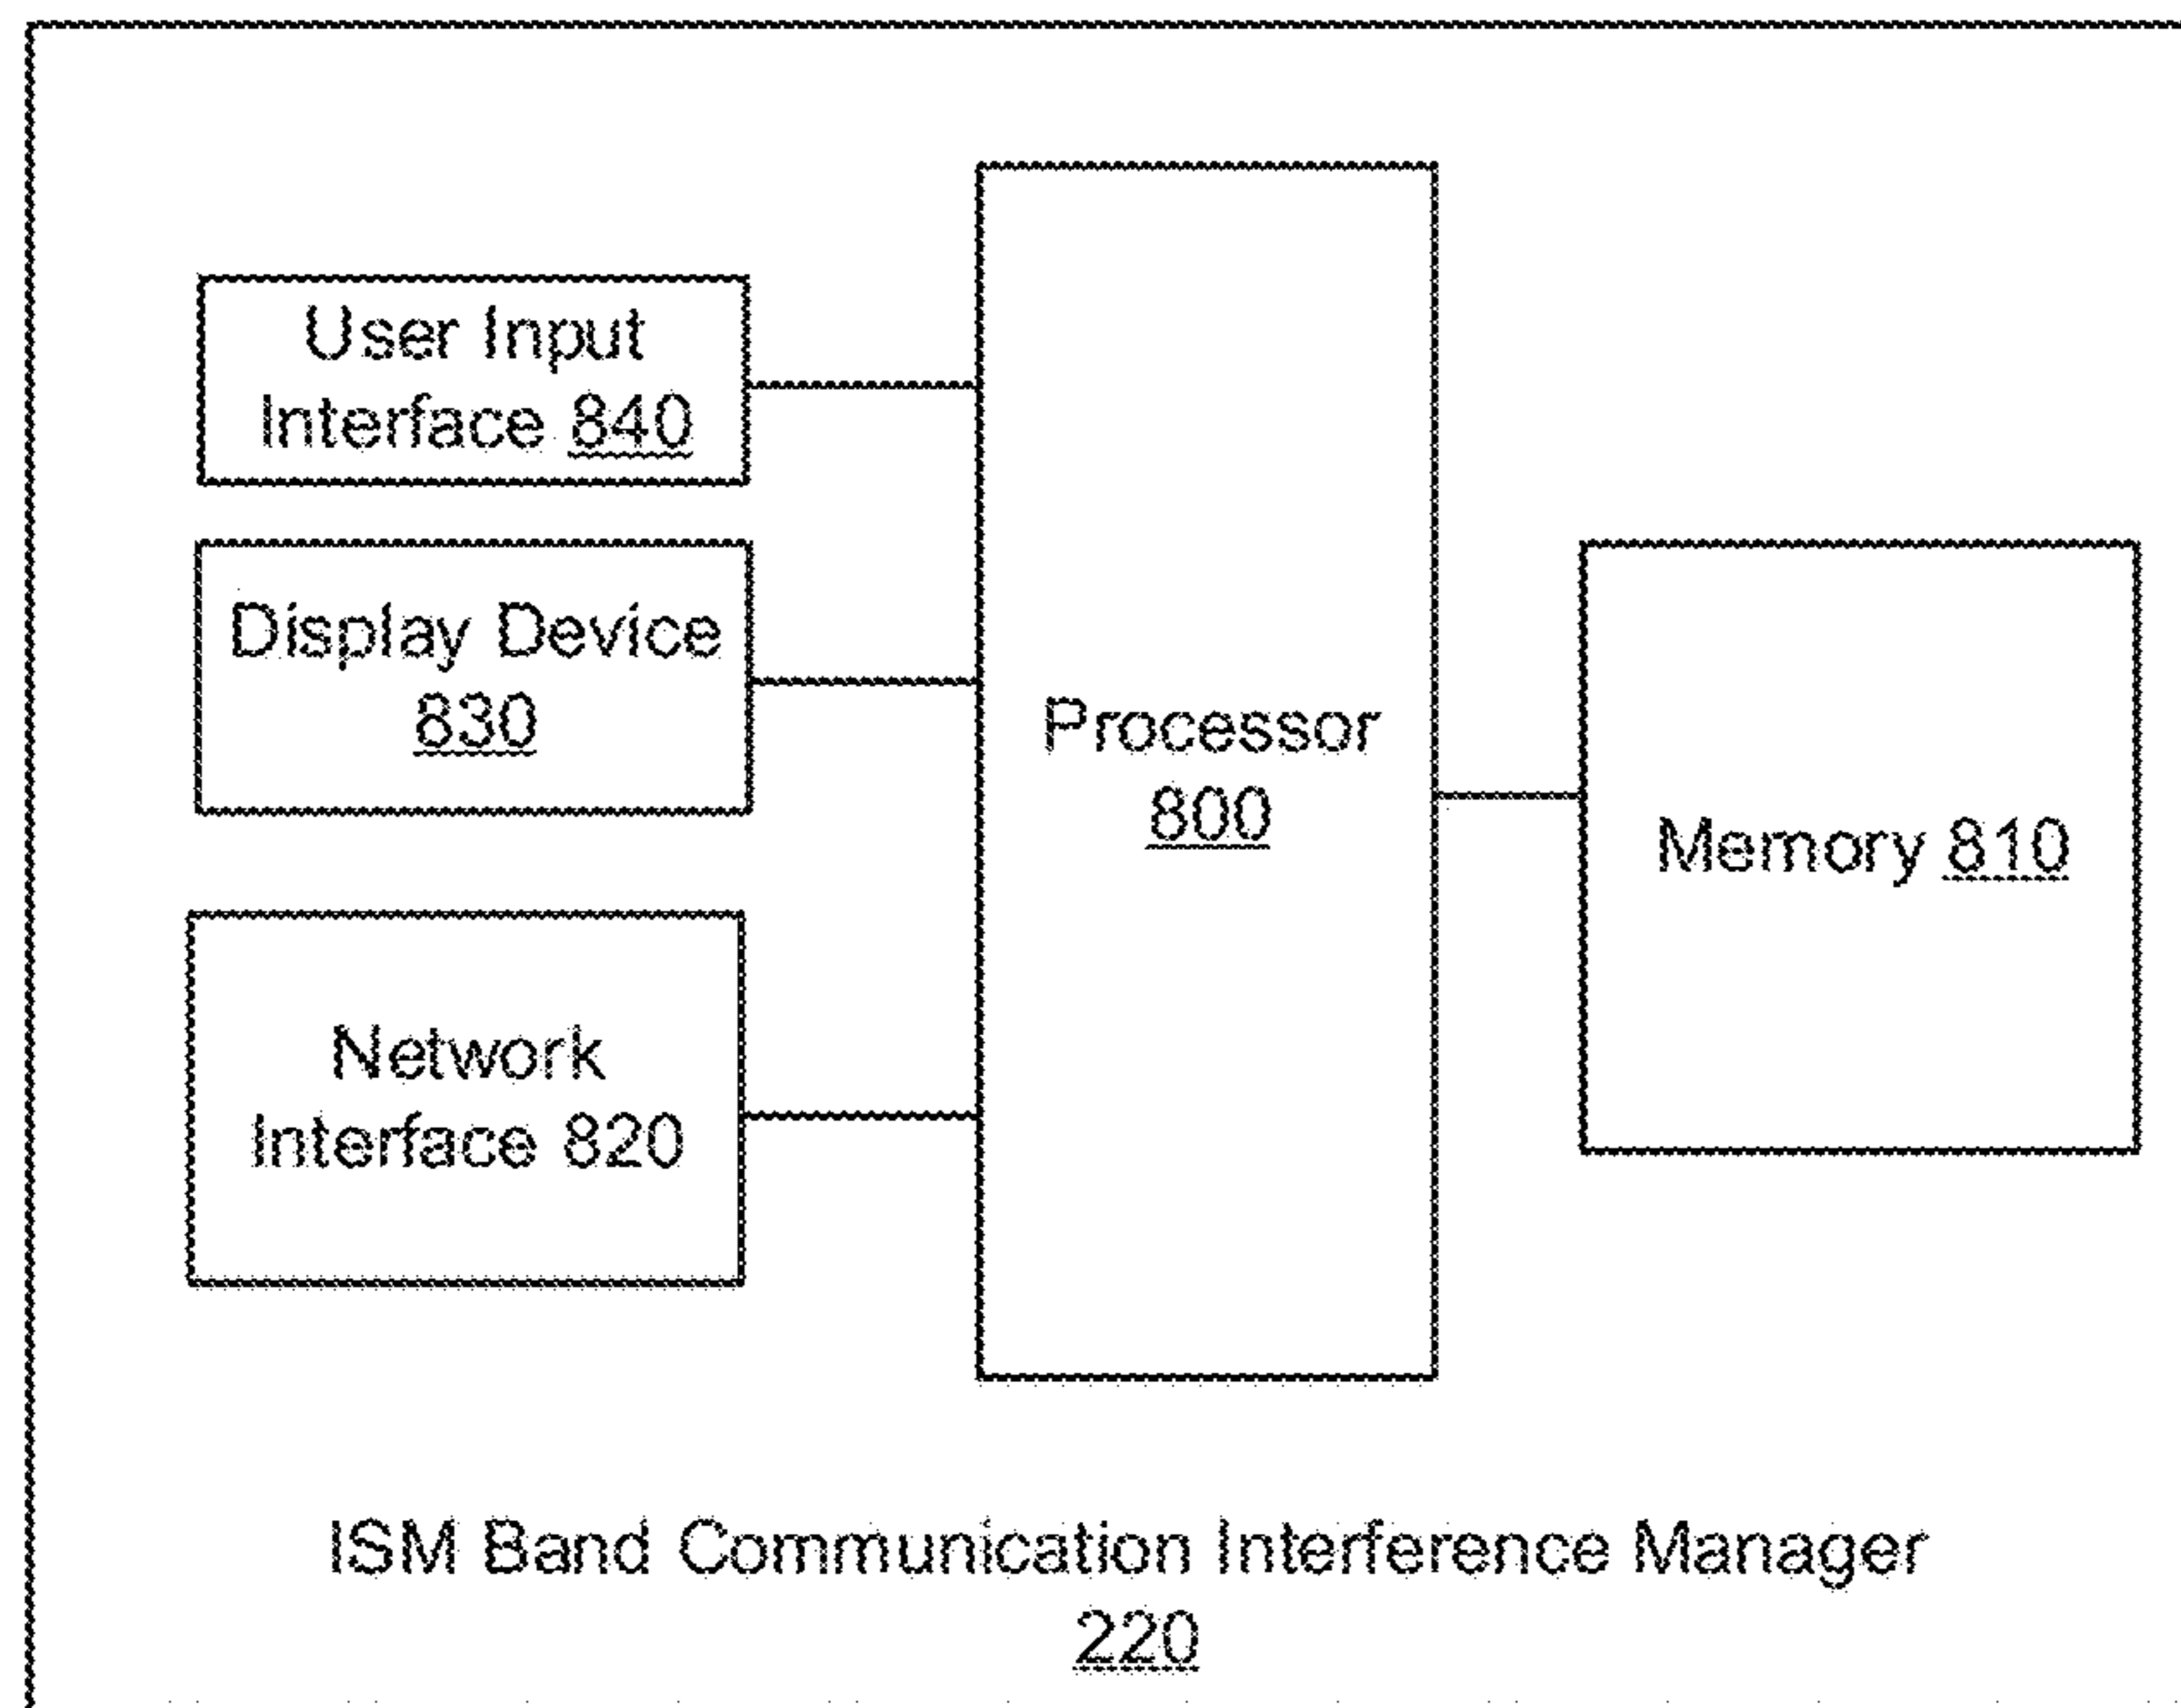 User Input
Interface 840
Display Device
830
Network
Interface 820
Processor
800
Memory 810
ISM Band Communication Interference Manager
220